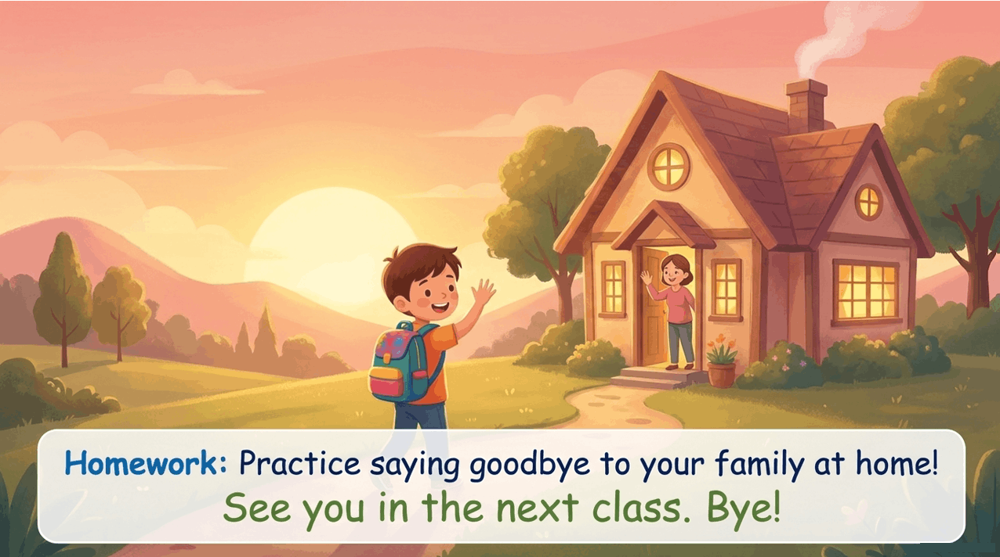 Homework: Practice saying goodbye to your family at home!
See you in the next class. Bye!